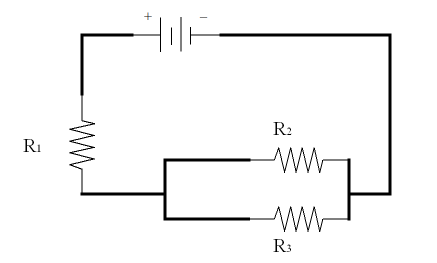 + −
R₁
R₂
R₃